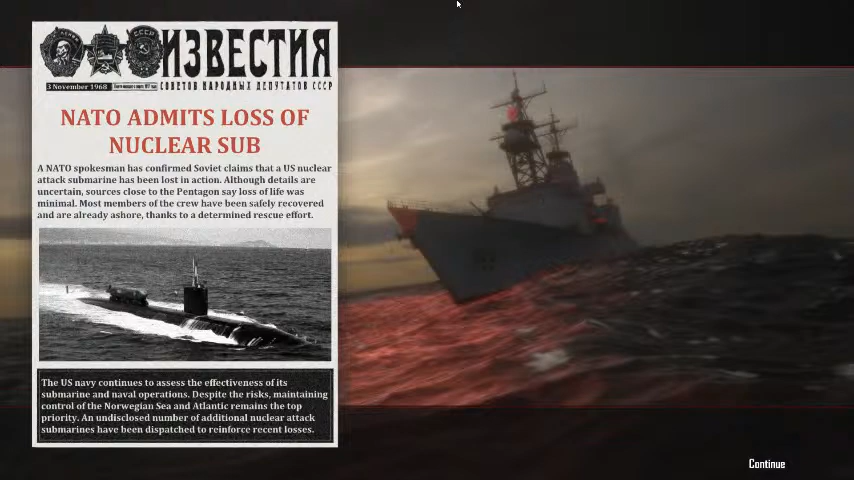 СССР
ИЗВЕСТИЯ
3 November 1968
СОВЕТОВ НАРОДНЫХ ДЕПУТАТОВ СССР
NATO ADMITS LOSS OF
NUCLEAR SUB
A NATO spokesman has confirmed Soviet claims that a US nuclear
attack submarine has been lost in action. Although details are
uncertain, sources close to the Pentagon say loss of life was
minimal. Most members of the crew have been safely recovered
and are already ashore, thanks to a determined rescue effort.
The US navy continues to assess the effectiveness of its
submarine and naval operations. Despite the risks, maintaining
control of the Norwegian Sea and Atlantic remains the top
priority. An undisclosed number of additional nuclear attack
submarines have been dispatched to reinforce recent losses.
Continue